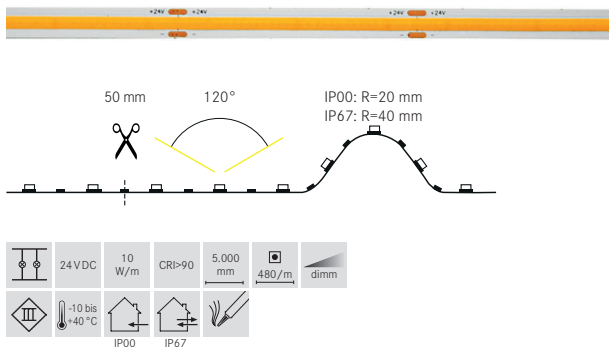 +24V +24V +24V +24V
- - - -
50 mm
120°
IP00: R=20 mm
IP67: R=40 mm
24 V DC
10
W/m
CRI>90
5.000
mm
480/m
dimm
III
-10 bis
+40 °C
IP00
IP67